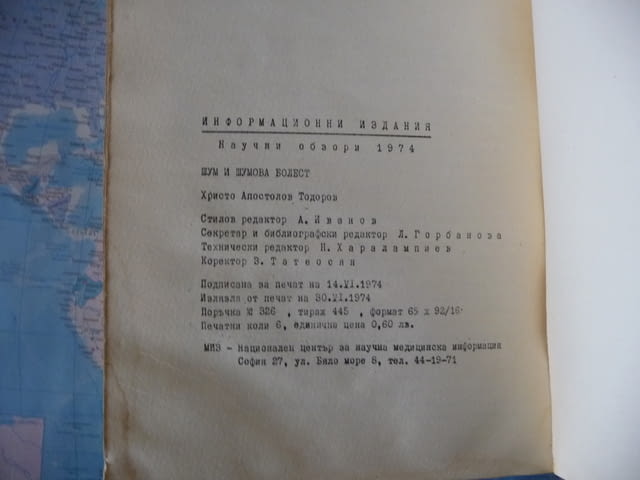 ИНФОРМАЦИОННИ ИЗДАНИЯ
Научни обзори 1974
ШУМ И ШУМОВА БОЛЕСТ
Христо Апостолов Тодоров
Стилов редактор А. Иванов
Секретар и библиографски редактор Л. Горбанова
Технически редактор Н. Харалампиев
Коректор З. Татеосян
Подписана за печат на 14.XI.1974
Излязла от печат на 30.XI.1974
Поръчка № 326 , тираж 445 , формат 65 x 92/16
Печатни коли 6, единична цена 0,60 лв.
МНЗ - Национален център за научна медицинска информация
София 27, ул. Бяло море 8, тел. 44-19-71